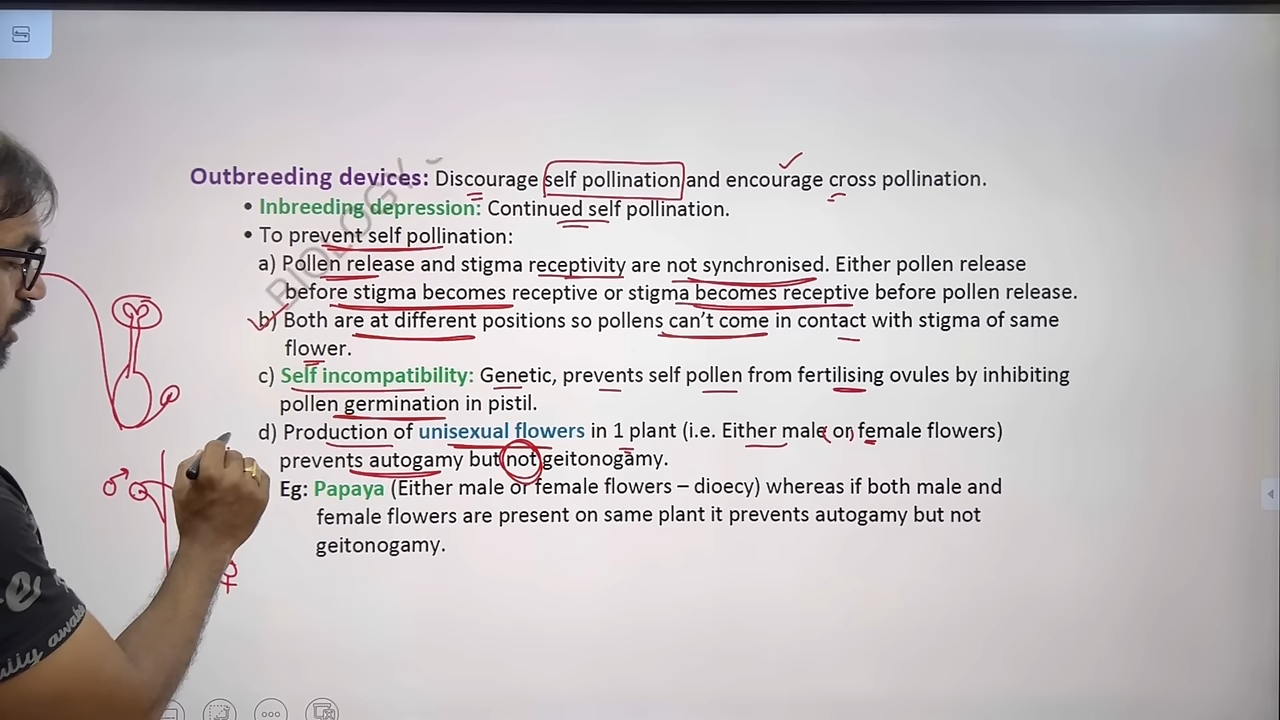 Outbreeding devices: Discourage self pollination and encourage cross pollination.
• Inbreeding depression: Continued self pollination.
• To prevent self pollination:
a) Pollen release and stigma receptivity are not synchronised. Either pollen release
before stigma becomes receptive or stigma becomes receptive before pollen release.
b) Both are at different positions so pollens can't come in contact with stigma of same
flower.
c) Self incompatibility: Genetic, prevents self pollen from fertilising ovules by inhibiting
pollen germination in pistil.
d) Production of unisexual flowers in 1 plant (i.e. Either male or female flowers)
prevents autogamy but not geitonogamy.
Eg: Papaya (Either male or female flowers – dioecy) whereas if both male and
female flowers are present on same plant it prevents autogamy but not
geitonogamy.
BIOLOGY
♂
♀
e
awake